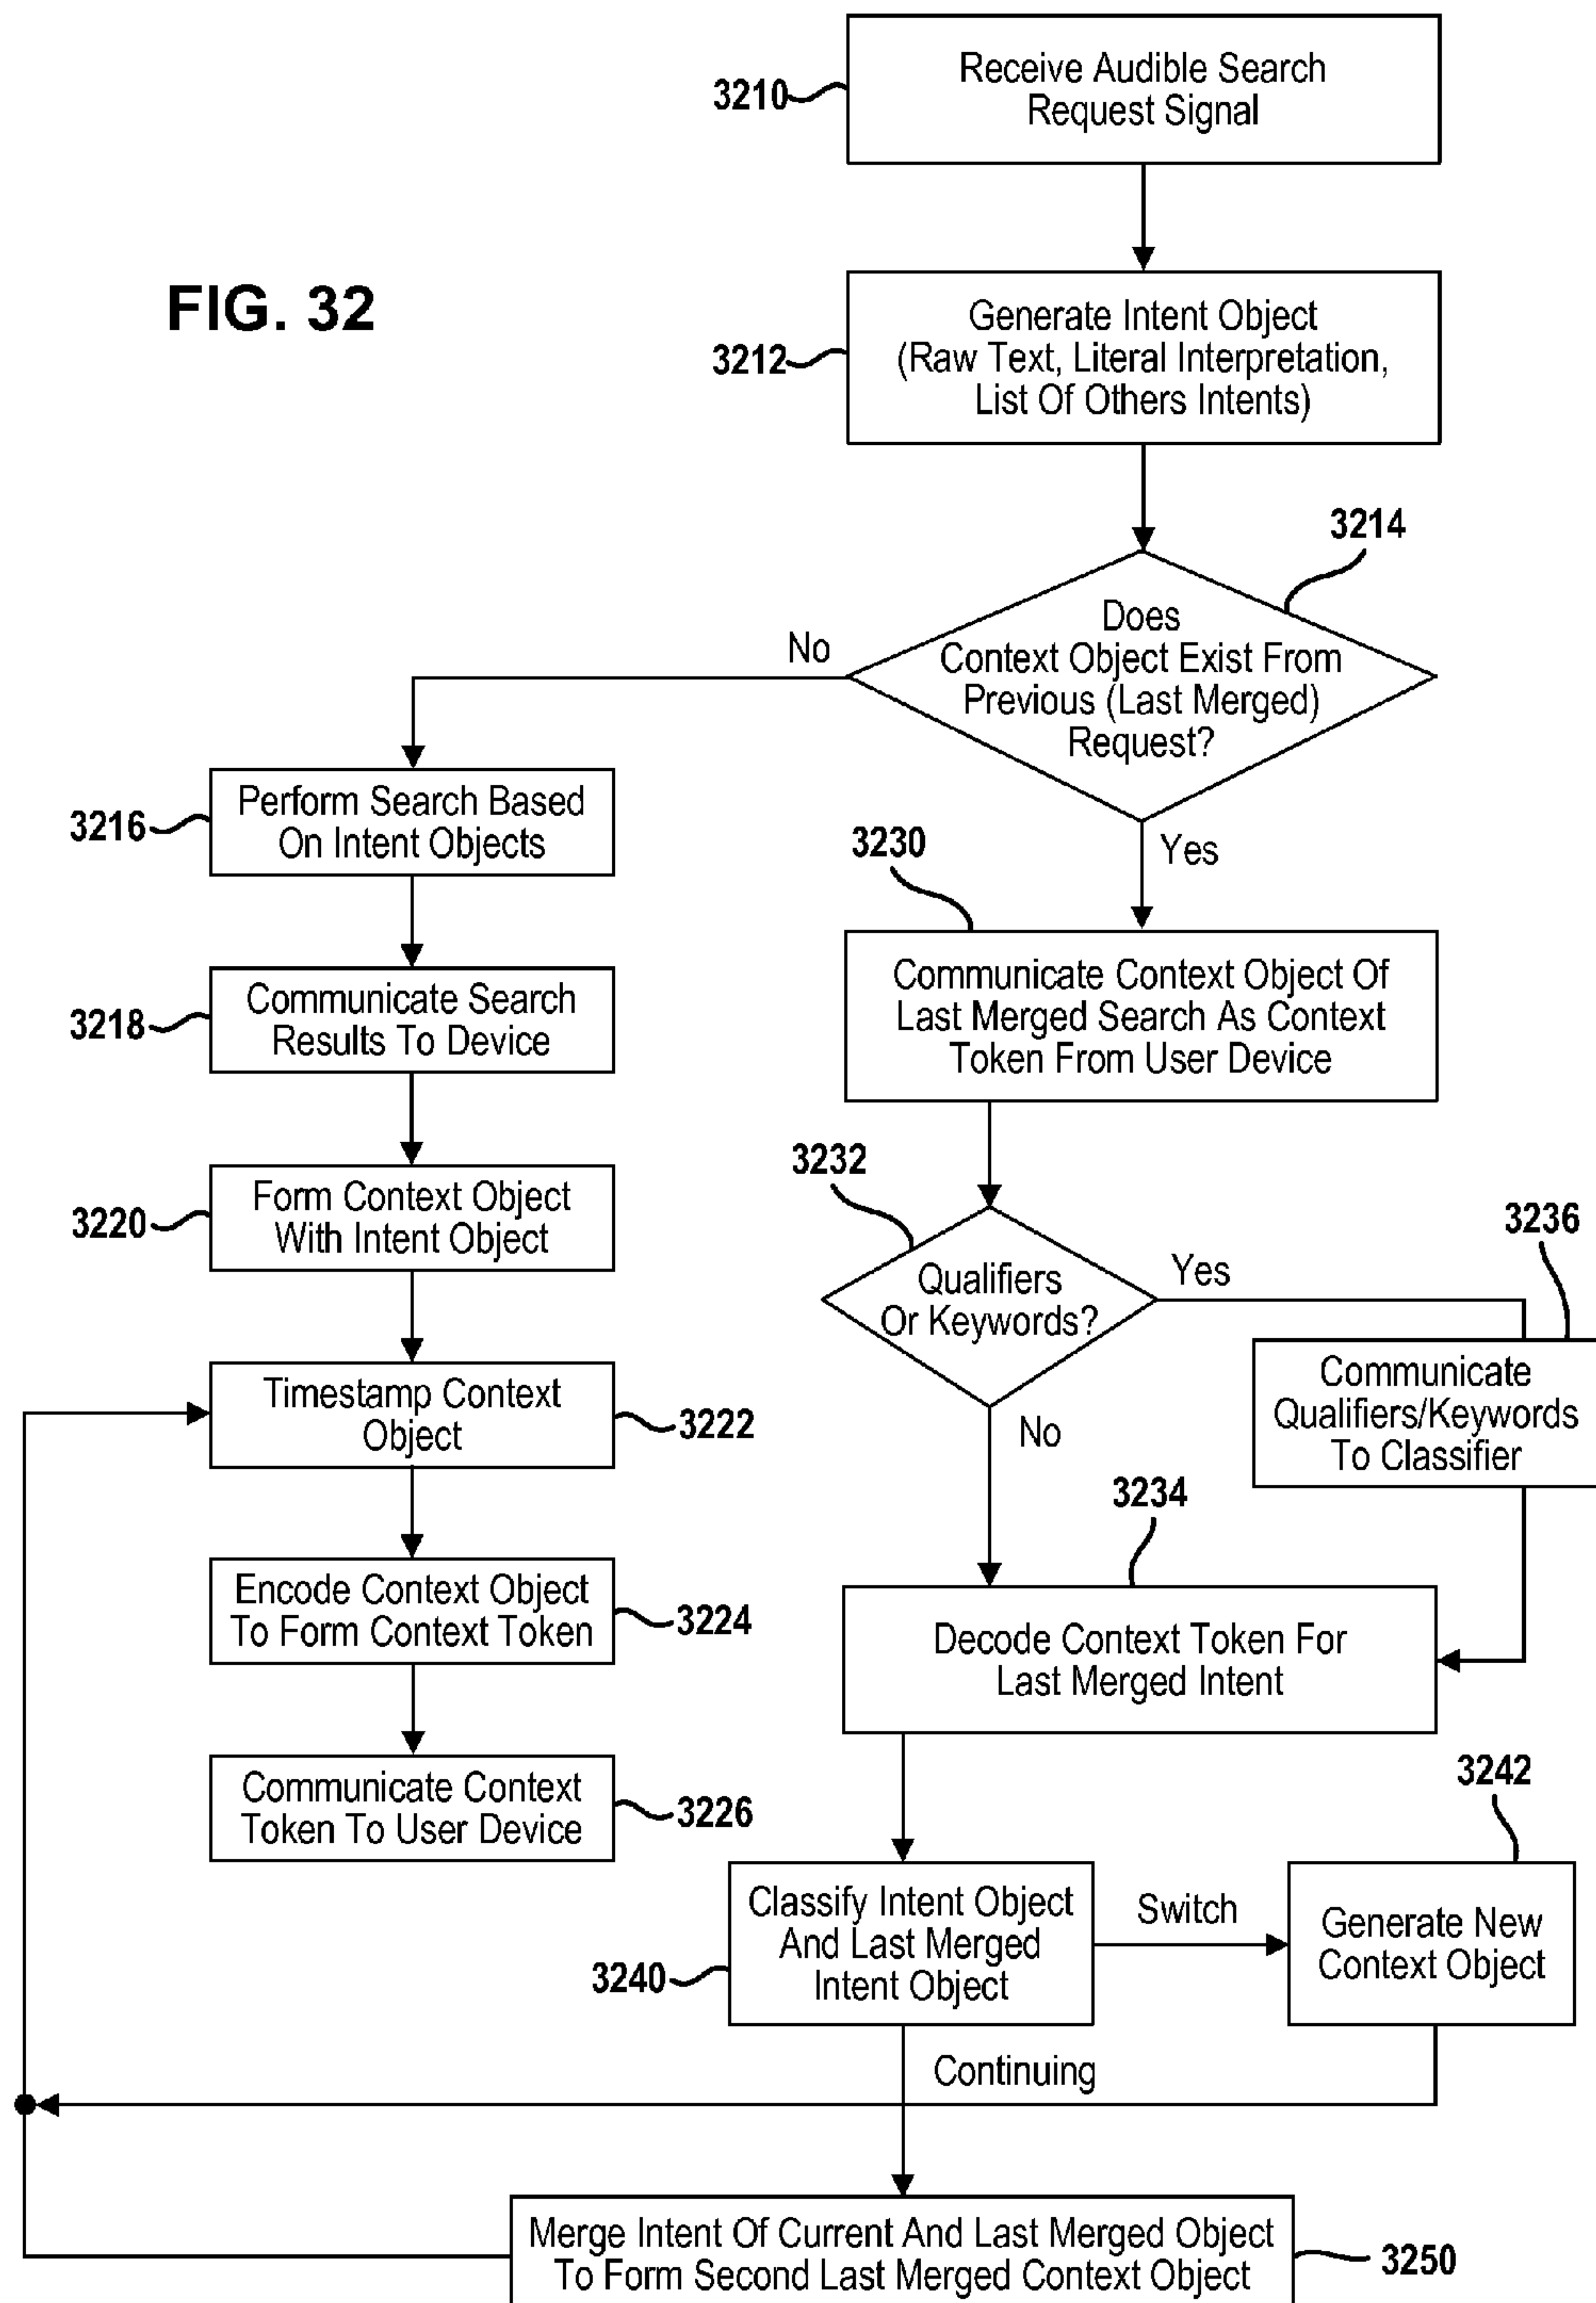 3210
Receive Audible Search
Request Signal
FIG. 32
3212
Generate Intent Object
(Raw Text, Literal Interpretation,
List Of Others Intents)
3214
Does
Context Object Exist From
Previous (Last Merged)
Request?
No
Yes
3216
Perform Search Based
On Intent Objects
3218
Communicate Search
Results To Device
3220
Form Context Object
With Intent Object
Timestamp Context
Object
3222
Encode Context Object
To Form Context Token
3224
Communicate Context
Token To User Device
3226
3230
Communicate Context Object Of
Last Merged Search As Context
Token From User Device
3232
Qualifiers
Or Keywords?
Yes
No
3236
Communicate
Qualifiers/Keywords
To Classifier
3234
Decode Context Token For
Last Merged Intent
3240
Classify Intent Object
And Last Merged
Intent Object
Switch
3242
Generate New
Context Object
Continuing
Merge Intent Of Current And Last Merged Object
To Form Second Last Merged Context Object
3250